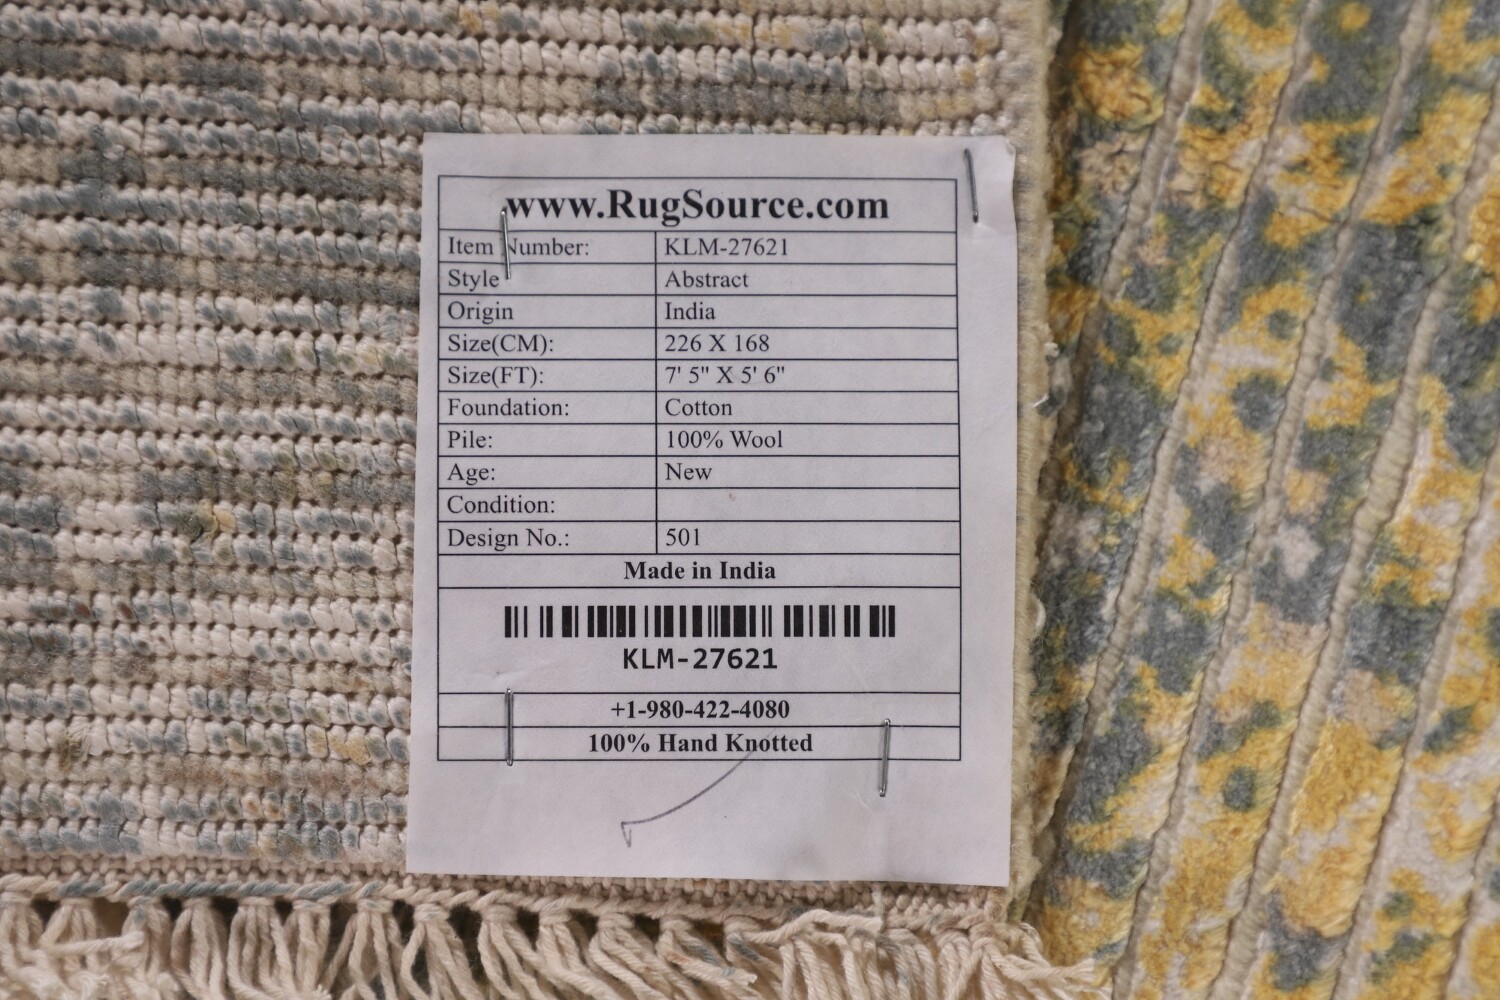 www.RugSource.com
Item Number: KLM-27621
Style Abstract
Origin India
Size(CM): 226 X 168
Size(FT): 7' 5" X 5' 6"
Foundation: Cotton
Pile: 100% Wool
Age: New
Condition:
Design No.: 501
Made in India
KLM-27621
+1-980-422-4080
100% Hand Knotted